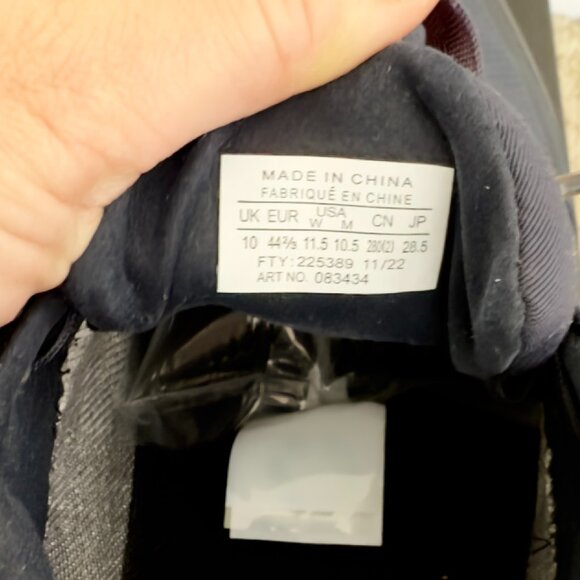 MADE IN CHINA
FABRIQUÉ EN CHINE
UK EUR USA W M CN JP
10 44⅔ 11.5 10.5 280(2) 28.5
FTY: 225389 11/22
ART NO. 083434